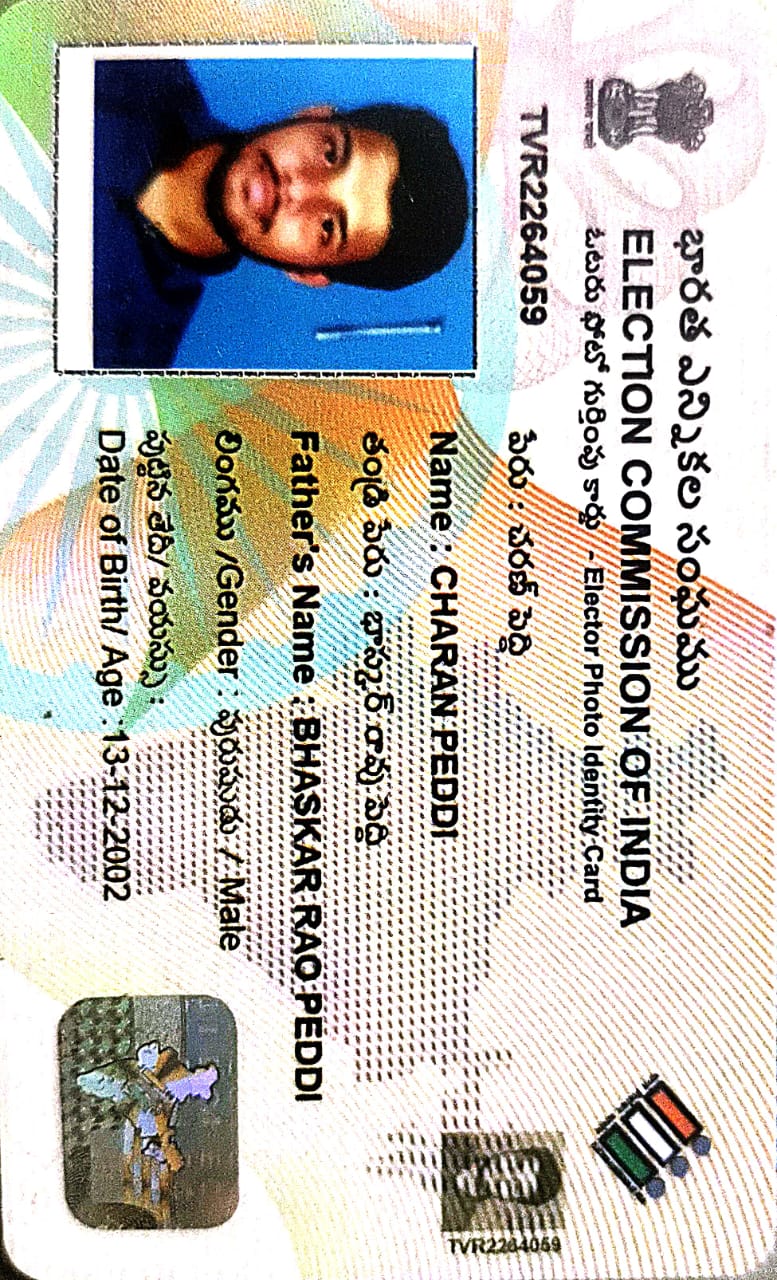 భారత ఎన్నికల సంఘము
ELECTION COMMISSION OF INDIA
ఓటరు ఫోటో గుర్తింపు కార్డు - Elector Photo Identity Card
TVR2264059
పేరు : చరణ్ పెద్ది
Name : CHARAN PEDDI
తండ్రి పేరు : భాస్కర్ రావు పెద్ది
Father's Name : BHASKAR RAO PEDDI
లింగము /Gender : పురుషుడు / Male
పుట్టిన తేది/ వయస్సు :
Date of Birth/ Age :13-12-2002
TVR2264059